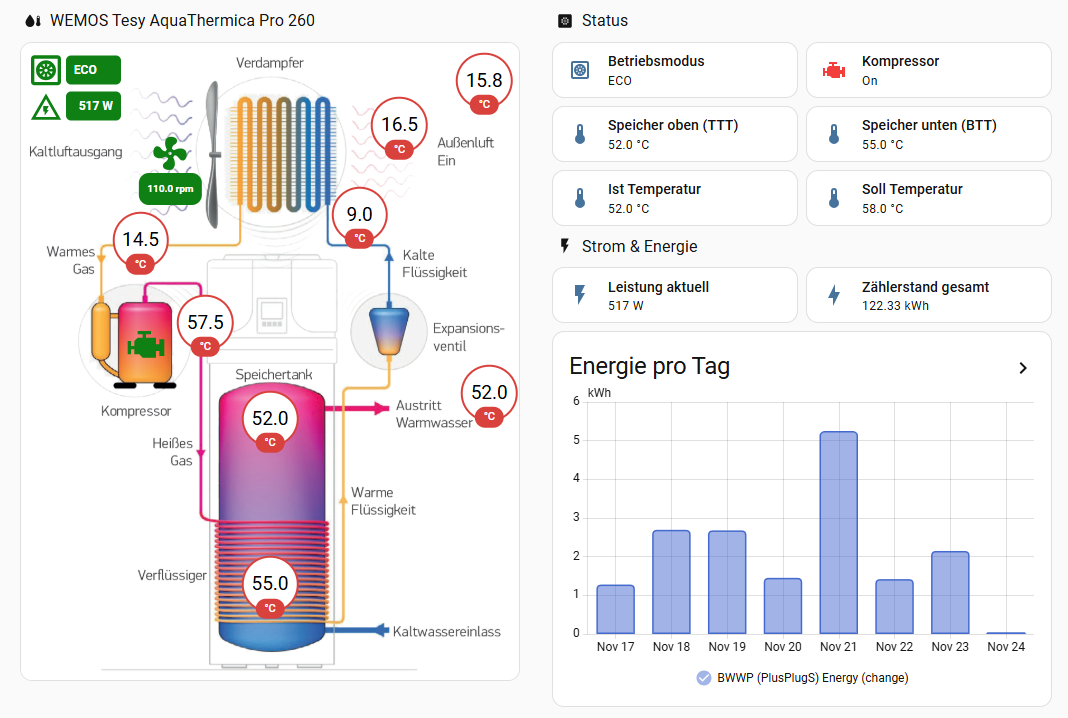 WEMOS Tesy AquaThermica Pro 260
ECO
517 W
Verdampfer
15.8
°C
16.5
°C
Außenluft
Ein
Kaltluftausgang
110.0 rpm
9.0
°C
14.5
°C
Warmes
Gas
Kalte
Flüssigkeit
57.5
°C
Expansions-
ventil
Kompressor
Speichertank
52.0
°C
52.0
°C
Austritt
Warmwasser
Heißes
Gas
Warme
Flüssigkeit
Verflüssiger
55.0
°C
Kaltwassereinlass
Status
Betriebsmodus
ECO
Kompressor
On
Speicher oben (TTT)
52.0 °C
Speicher unten (BTT)
55.0 °C
Ist Temperatur
52.0 °C
Soll Temperatur
58.0 °C
Strom & Energie
Leistung aktuell
517 W
Zählerstand gesamt
122.33 kWh
Energie pro Tag
kWh
6
5
4
3
2
1
0
Nov 17 Nov 18 Nov 19 Nov 20 Nov 21 Nov 22 Nov 23 Nov 24
BWWP (PlusPlugS) Energy (change)